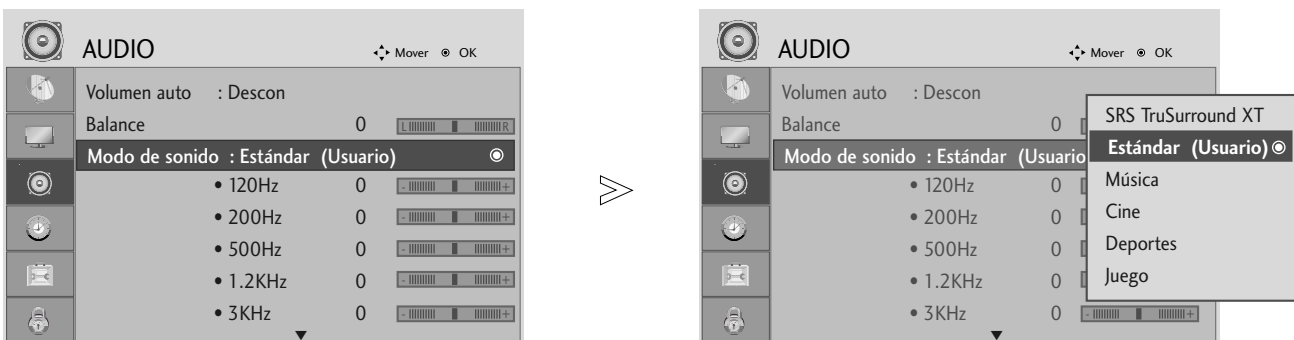 AUDIO
Mover OK
Volumen auto : Descon
Balance 0 L R
Modo de sonido : Estándar (Usuario)
• 120Hz 0 - +
• 200Hz 0 - +
• 500Hz 0 - +
• 1.2KHz 0 - +
• 3KHz 0 - +
AUDIO
Mover OK
Volumen auto : Descon
Balance 0
Modo de sonido : Estándar (Usuario
• 120Hz 0
• 200Hz 0
• 500Hz 0
• 1.2KHz 0
• 3KHz 0 - +
SRS TruSurround XT
Estándar (Usuario)
Música
Cine
Deportes
Juego